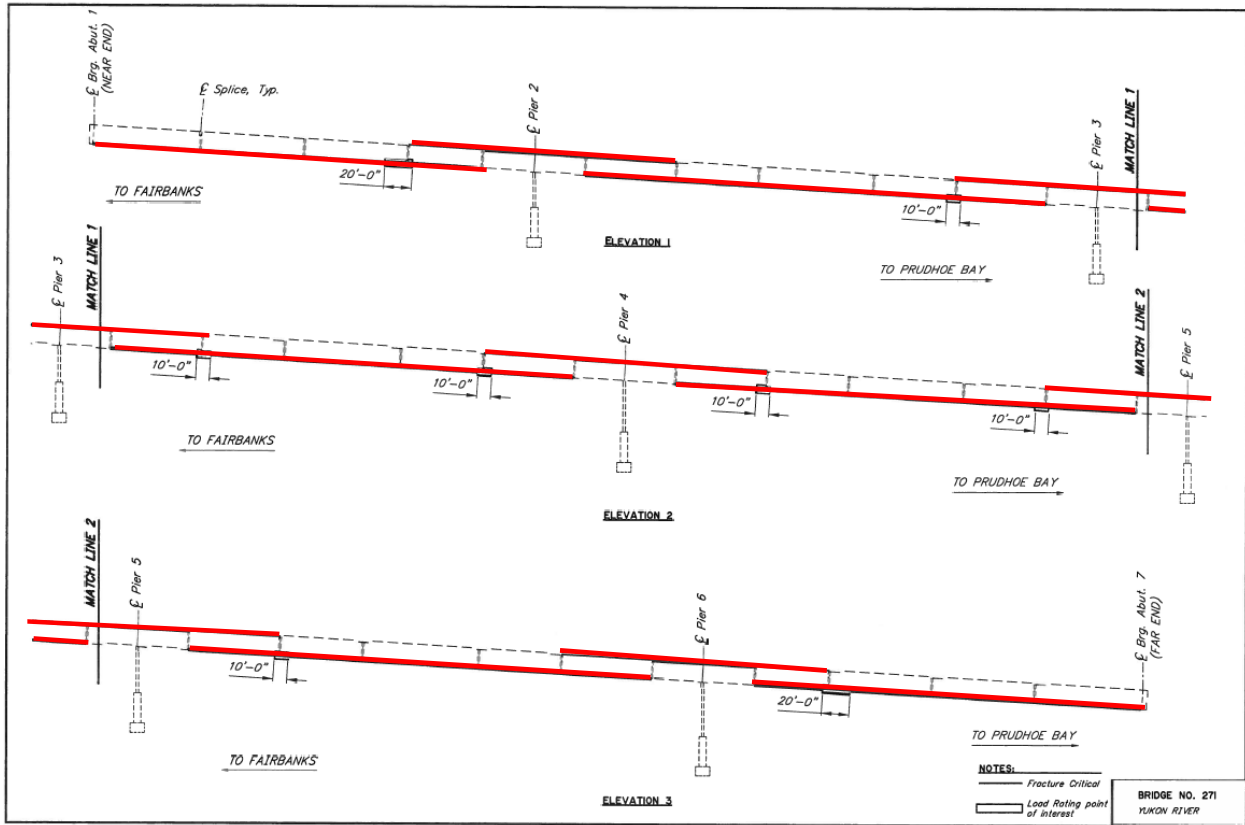 ℄ Brg. Abut. 1
(NEAR END)
℄ Splice, Typ.
℄ Pier 2
℄ Pier 3
MATCH LINE 1
20'-0"
TO FAIRBANKS
10'-0"
ELEVATION 1
TO PRUDHOE BAY
℄ Pier 3
MATCH LINE 1
℄ Pier 4
MATCH LINE 2
℄ Pier 5
10'-0"
10'-0"
10'-0"
10'-0"
TO FAIRBANKS
TO PRUDHOE BAY
ELEVATION 2
MATCH LINE 2
℄ Pier 5
℄ Pier 6
℄ Brg. Abut. 7
(FAR END)
10'-0"
20'-0"
TO FAIRBANKS
TO PRUDHOE BAY
ELEVATION 3
NOTES:
Fracture Critical
Load Rating point
of interest
BRIDGE NO. 271
YUKON RIVER